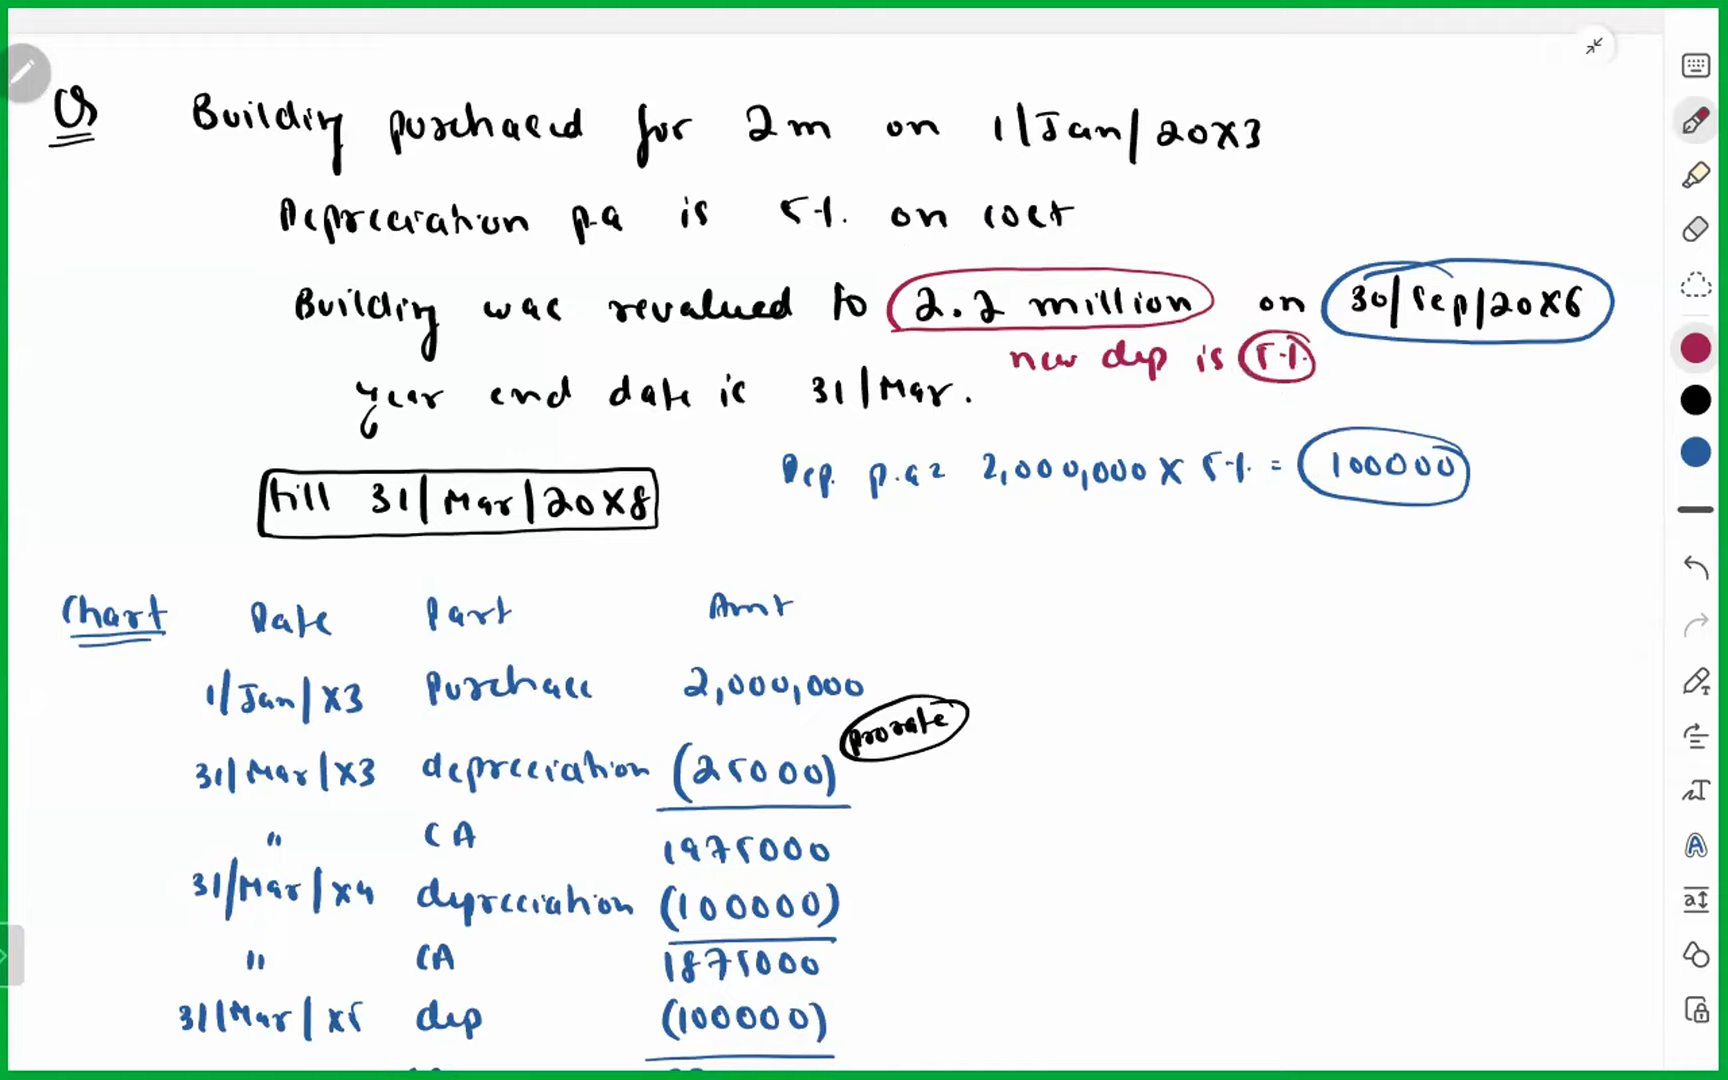 Qs Building purchased for 2m on 1/Jan/20X3
Depreciation p.a is 5%. on cost
Building was revalued to 2.2 million on 30/Sep/20X6
new dep is 5%.
year end date is 31/Mar.
Dep. p.a = 2,000,000 X 5% = 100000
till 31/Mar/20X8
Chart Date Part Amt
1/Jan/X3 Purchase 2,000,000
prorate
31/Mar/X3 depreciation (25000)
" CA 1975000
31/Mar/X4 depreciation (100000)
" CA 1875000
31/Mar/X5 dep (100000)